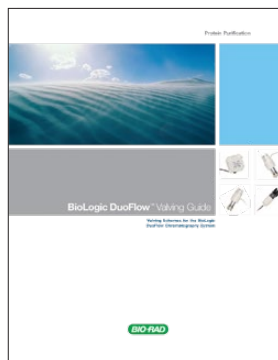 Protein Purification
BioLogic DuoFlow™ Valving Guide
Valving Schemes for the BioLogic
DuoFlow Chromatography System
BIO-RAD